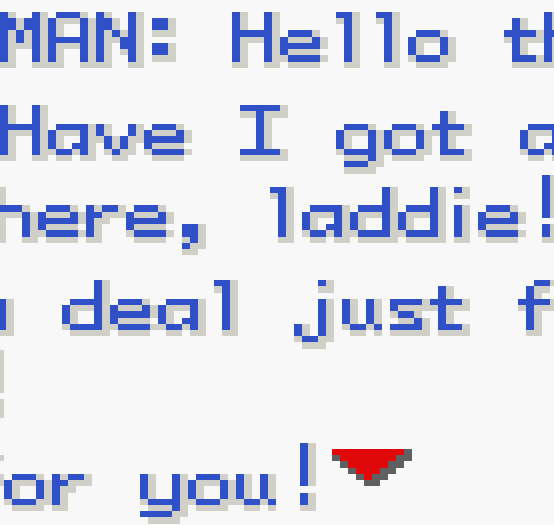 MAN: Hello th
Have I got a
here, laddie!
a deal just f
or you!